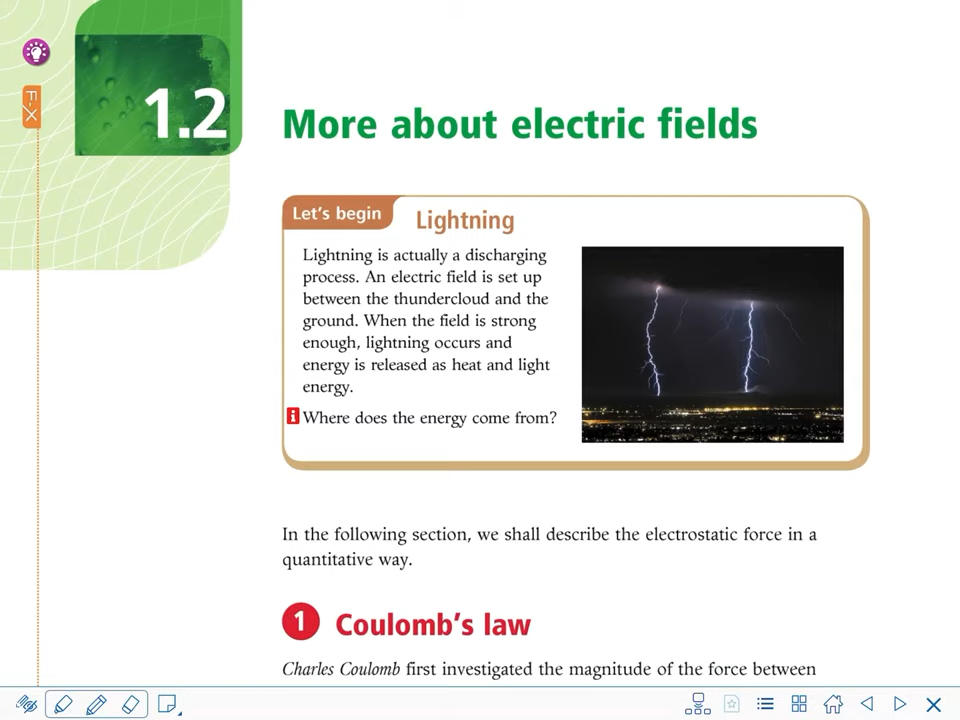 F-X
1.2
More about electric fields
Let's begin
Lightning
Lightning is actually a discharging
process. An electric field is set up
between the thundercloud and the
ground. When the field is strong
enough, lightning occurs and
energy is released as heat and light
energy.
i Where does the energy come from?
In the following section, we shall describe the electrostatic force in a
quantitative way.
1 Coulomb's law
Charles Coulomb first investigated the magnitude of the force between